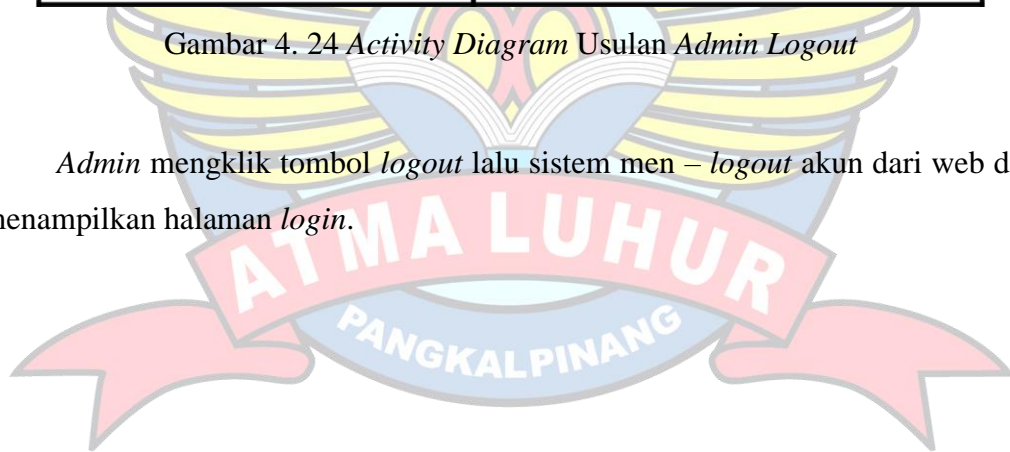 Gambar 4. 24 Activity Diagram Usulan Admin Logout
Admin mengklik tombol logout lalu sistem men – logout akun dari web d
menampilkan halaman login.
ATMA LUHUR
PANGKALPINANG